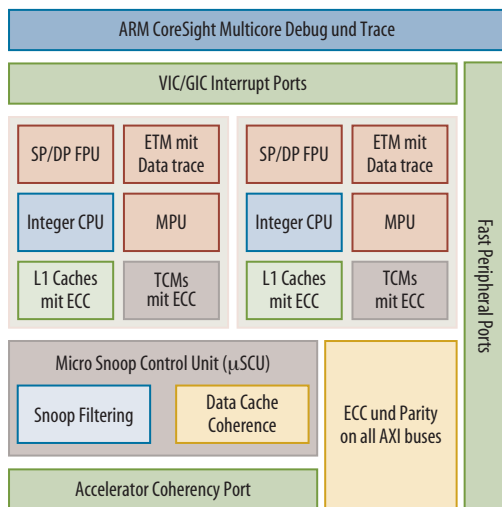 ARM CoreSight Multicore Debug und Trace
VIC/GIC Interrupt Ports
SP/DP FPU
ETM mit
Data trace
Integer CPU
MPU
L1 Caches
mit ECC
TCMs
mit ECC
SP/DP FPU
ETM mit
Data trace
Integer CPU
MPU
L1 Caches
mit ECC
TCMs
mit ECC
Fast Peripheral Ports
Micro Snoop Control Unit (µSCU)
Snoop Filtering
Data Cache
Coherence
ECC und Parity
on all AXI buses
Accelerator Coherency Port